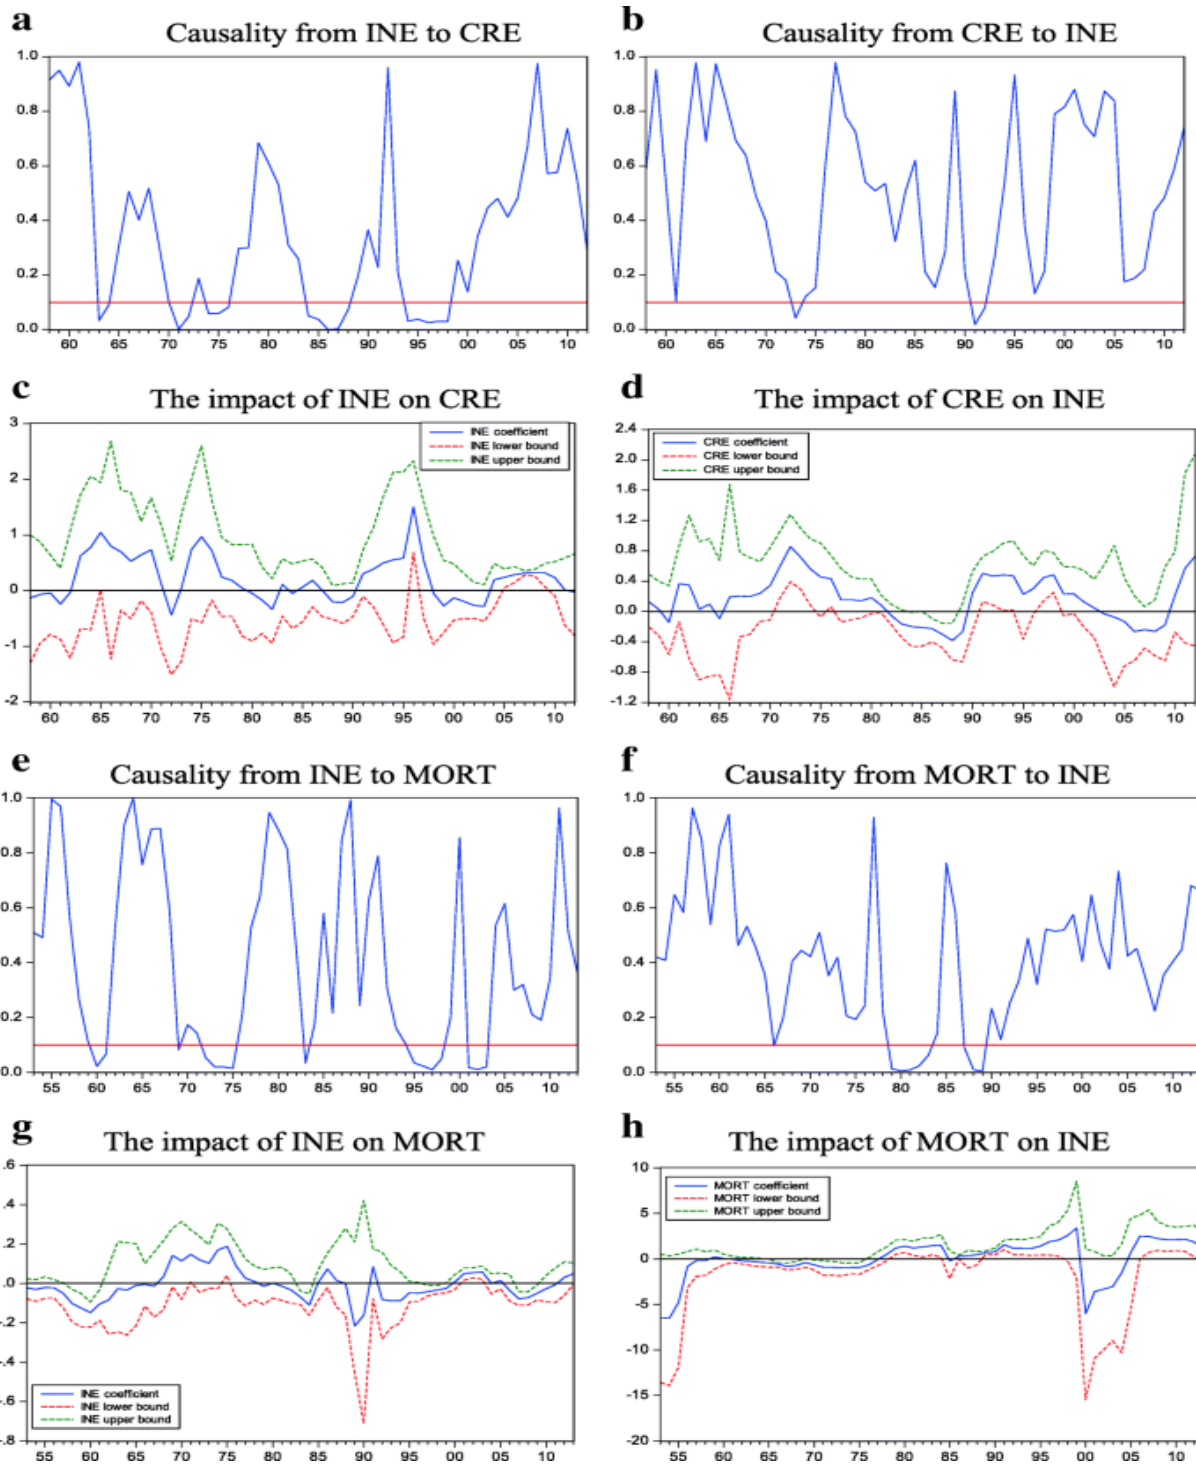 a
Causality from INE to CRE
1.0
0.8
0.6
0.4
0.2
0.0
60 65 70 75 80 85 90 95 00 05 10
b
Causality from CRE to INE
1.0
0.8
0.6
0.4
0.2
0.0
60 65 70 75 80 85 90 95 00 05 10
c
The impact of INE on CRE
3
2
1
0
-1
-2
INE coefficient
INE lower bound
INE upper bound
60 65 70 75 80 85 90 95 00 05 10
d
The impact of CRE on INE
2.4
2.0
1.6
1.2
0.8
0.4
0.0
-0.4
-0.8
-1.2
CRE coefficient
CRE lower bound
CRE upper bound
60 65 70 75 80 85 90 95 00 05 10
e
Causality from INE to MORT
1.0
0.8
0.6
0.4
0.2
0.0
55 60 65 70 75 80 85 90 95 00 05 10
f
Causality from MORT to INE
1.0
0.8
0.6
0.4
0.2
0.0
55 60 65 70 75 80 85 90 95 00 05 10
g
The impact of INE on MORT
.6
.4
.2
.0
-.2
-.4
-.6
-.8
INE coefficient
INE lower bound
INE upper bound
55 60 65 70 75 80 85 90 95 00 05 10
h
The impact of MORT on INE
10
5
0
-5
-10
-15
-20
MORT coefficient
MORT lower bound
MORT upper bound
55 60 65 70 75 80 85 90 95 00 05 10